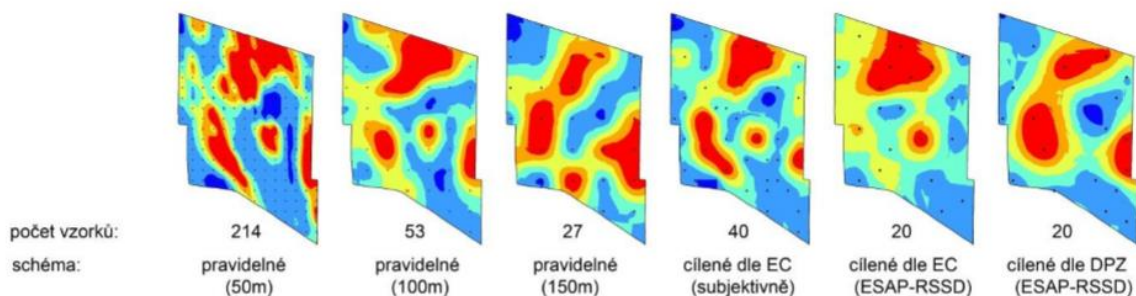 počet vzorků: 214 53 27 40 20 20
schéma: pravidelné pravidelné pravidelné cílené dle EC cílené dle EC cílené dle DPZ
(50m) (100m) (150m) (subjektivně) (ESAP-RSSD) (ESAP-RSSD)